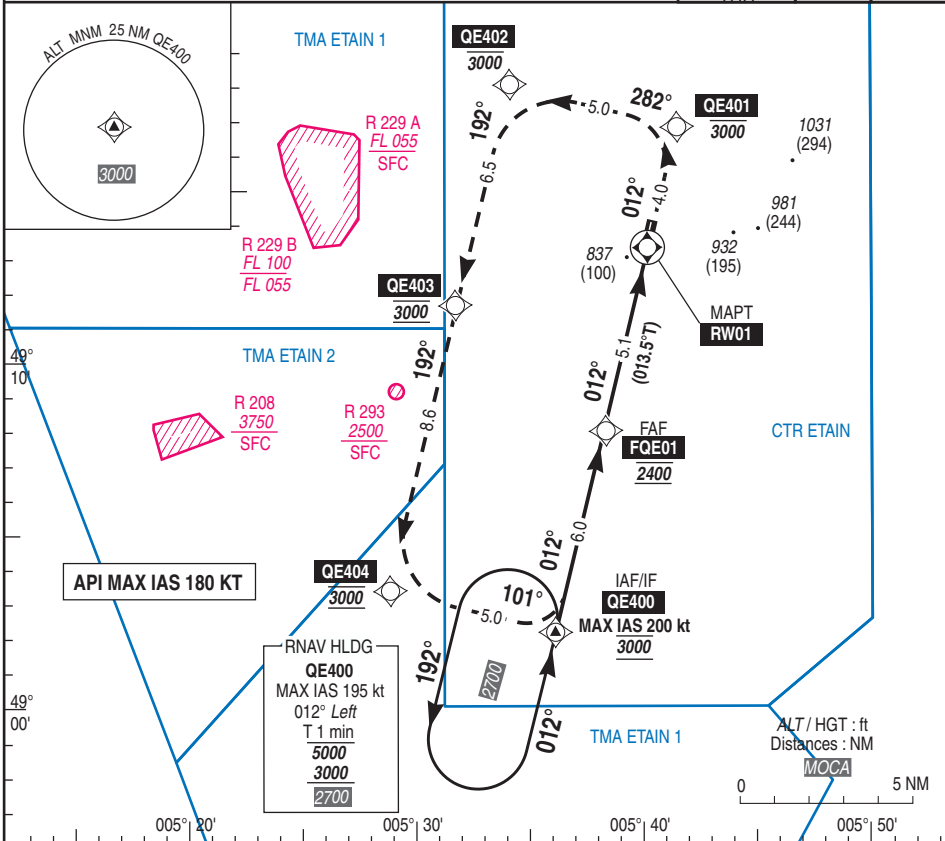 ALT MNM 25 NM QE400
3000
TMA ETAIN 1
R 229 A
FL 055
SFC
R 229 B
FL 100
FL 055
QE402
3000
192°
5.0
282°
QE401
3000
6.5
4.0
012°
1031
(294)
981
(244)
932
(195)
837
(100)
MAPT
RW01
QE403
3000
49°
10'
TMA ETAIN 2
R 208
3750
SFC
R 293
2500
SFC
192°
8.6
5.1
(013.5°T)
012°
FAF
FQE01
2400
CTR ETAIN
6.0
012°
API MAX IAS 180 KT
QE404
3000
5.0
101°
IAF/IF
QE400
MAX IAS 200 kt
3000
RNAV HLDG
QE400
MAX IAS 195 kt
012° Left
T 1 min
5000
3000
2700
192°
2700
012°
49°
00'
TMA ETAIN 1
ALT / HGT : ft
Distances : NM
MOCA
0 5 NM
005° 20'
005° 30'
005° 40'
005° 50'